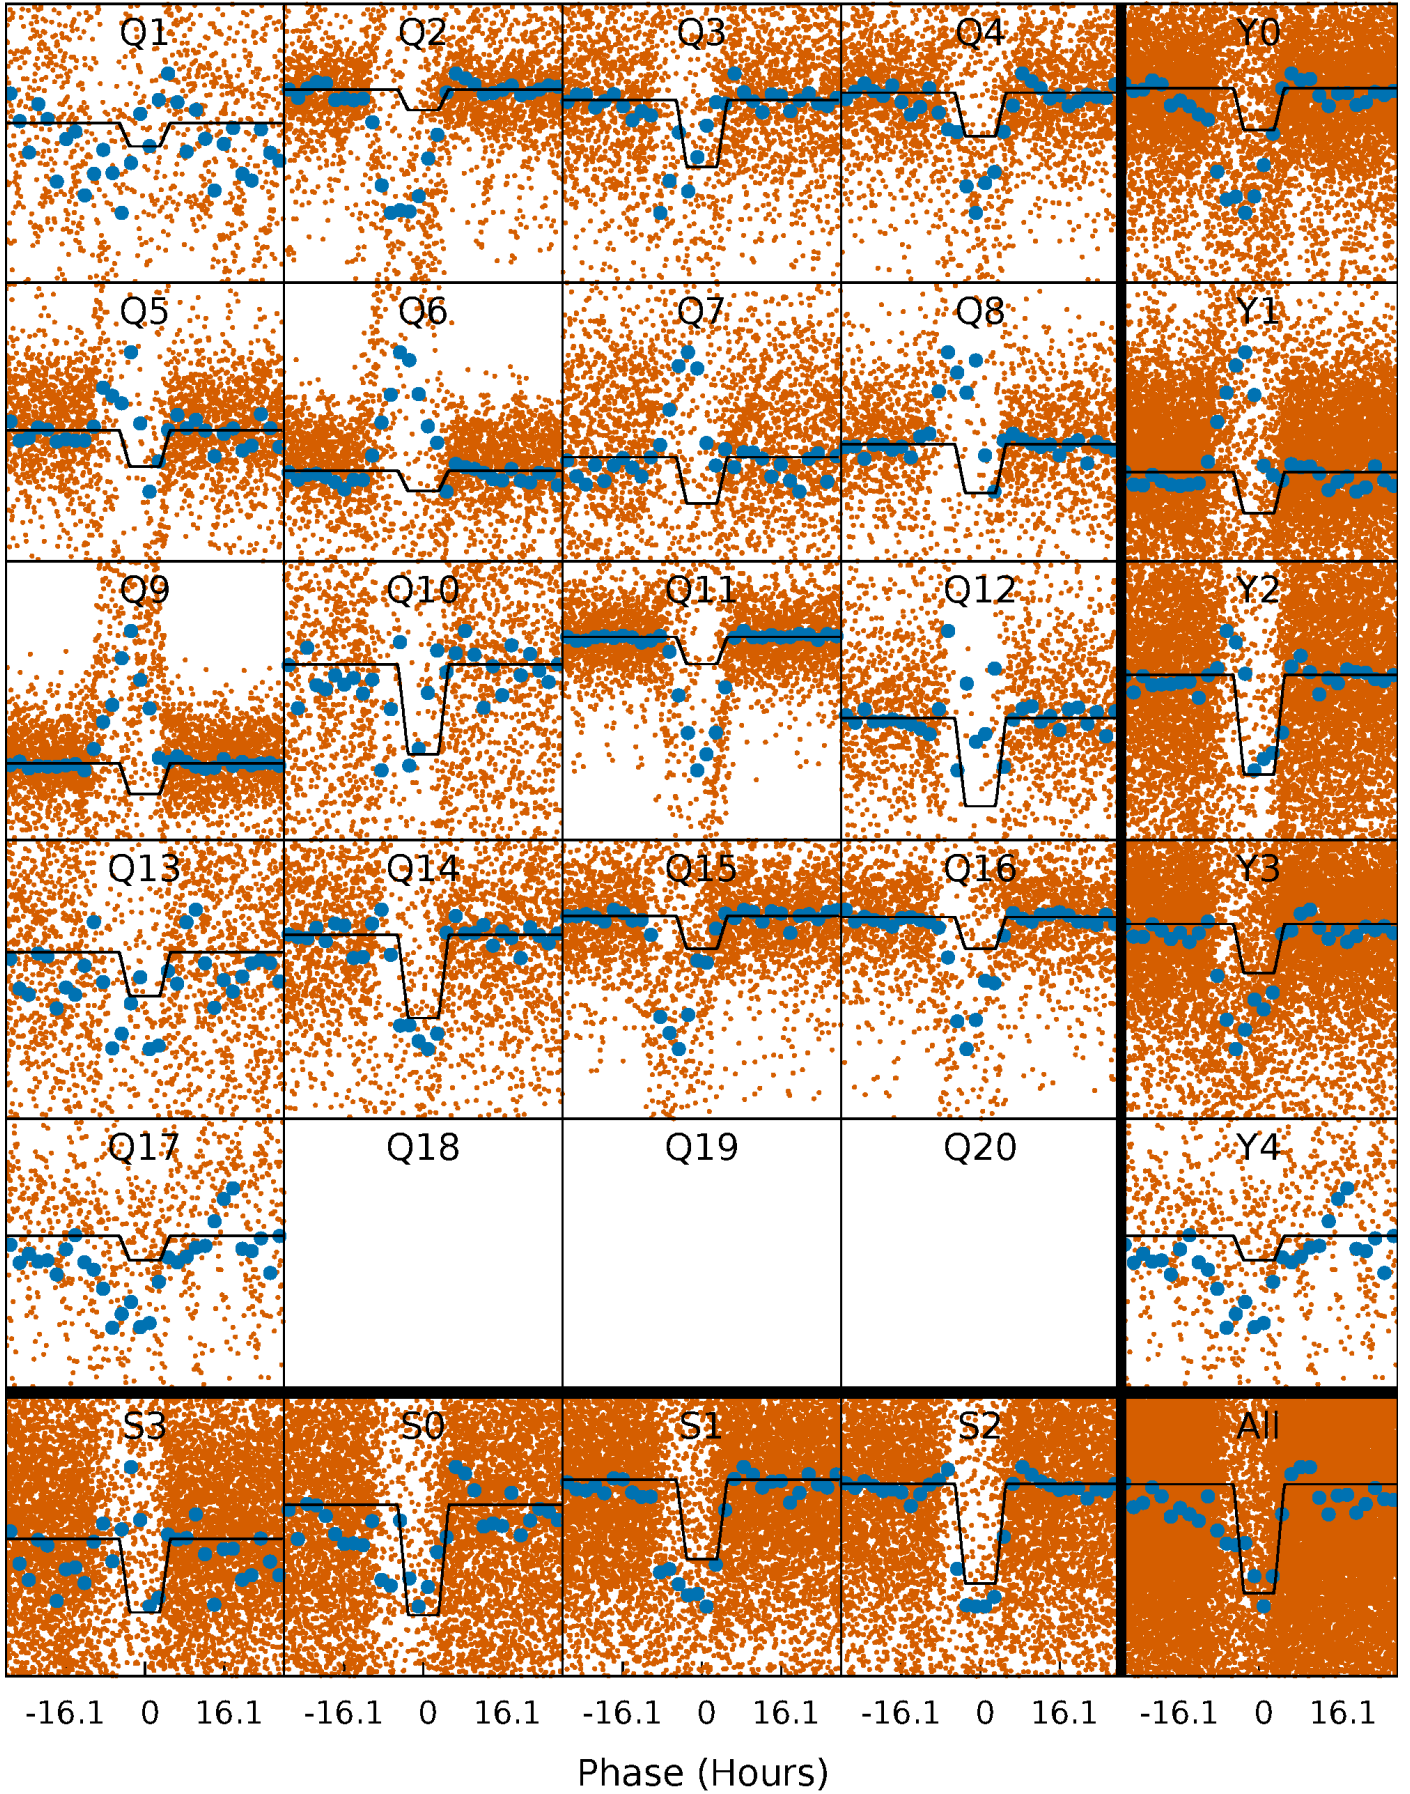 Q1 Q2 Q3 Q4 Y0
Q5 Q6 Q7 Q8 Y1
Q9 Q10 Q11 Q12 Y2
Q13 Q14 Q15 Q16 Y3
Q17 Q18 Q19 Q20 Y4
S3 S0 S1 S2 All
-16.1 0 16.1 -16.1 0 16.1 -16.1 0 16.1 -16.1 0 16.1 -16.1 0 16.1
Phase (Hours)